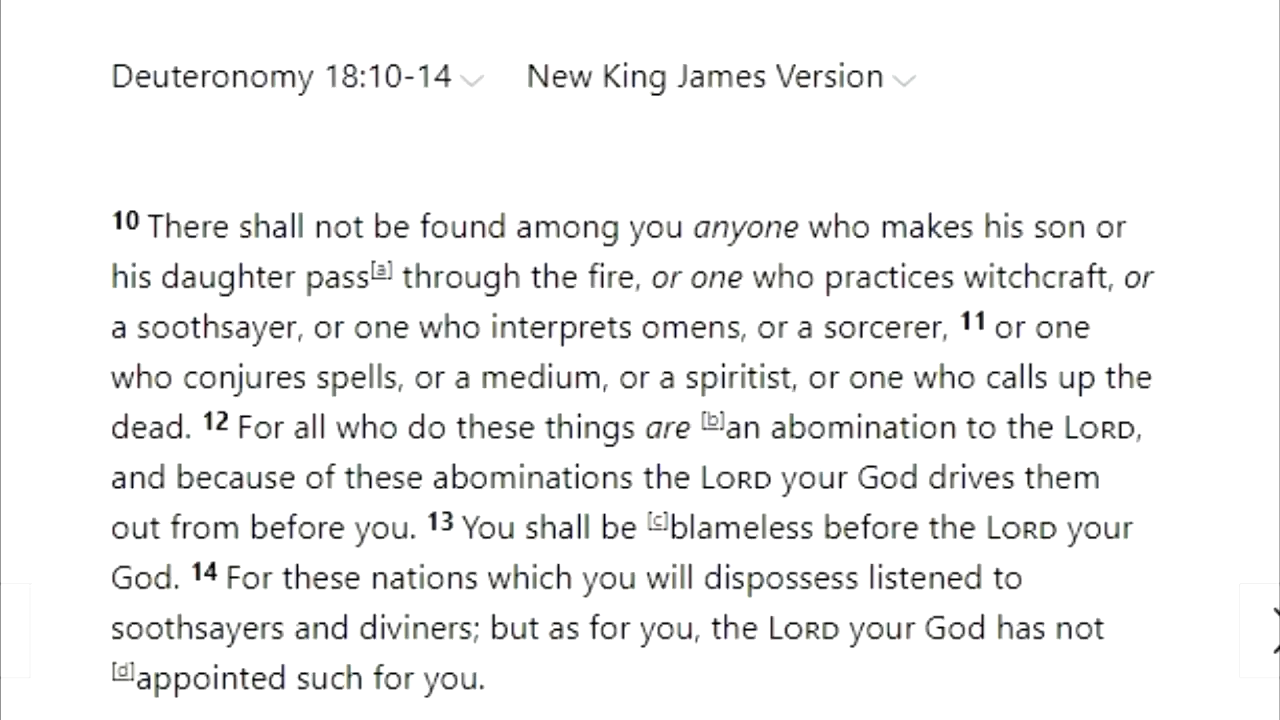 Deuteronomy 18:10-14 New King James Version
10 There shall not be found among you anyone who makes his son or
his daughter pass[a] through the fire, or one who practices witchcraft, or
a soothsayer, or one who interprets omens, or a sorcerer, 11 or one
who conjures spells, or a medium, or a spiritist, or one who calls up the
dead. 12 For all who do these things are [b]an abomination to the LORD,
and because of these abominations the LORD your God drives them
out from before you. 13 You shall be [c]blameless before the LORD your
God. 14 For these nations which you will dispossess listened to
soothsayers and diviners; but as for you, the LORD your God has not
[d]appointed such for you.